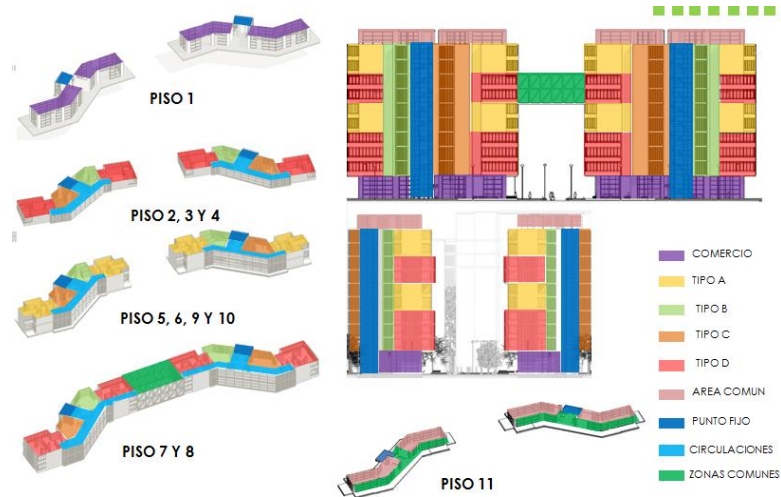 PISO 1
PISO 2, 3 Y 4
PISO 5, 6, 9 Y 10
PISO 7 Y 8
PISO 11
COMERCIO
TIPO A
TIPO B
TIPO C
TIPO D
AREA COMUN
PUNTO FIJO
CIRCULACIONES
ZONAS COMUNES